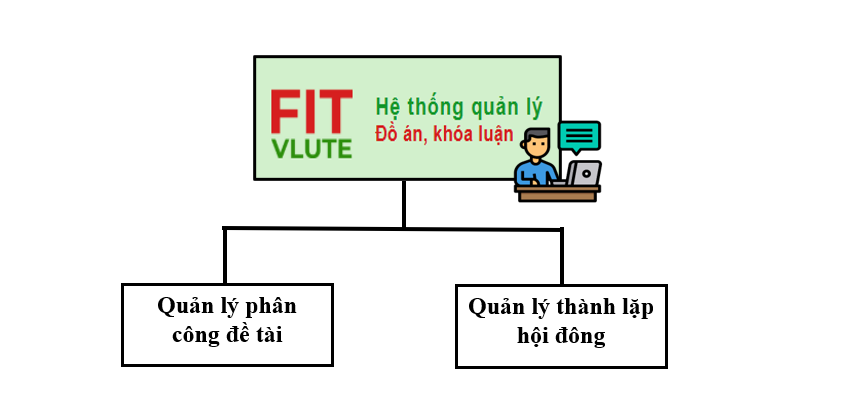 FIT
VLUTE
Hệ thống quản lý
Đồ án, khóa luận
Quản lý phân
công đề tài
Quản lý thành lặp
hội đông